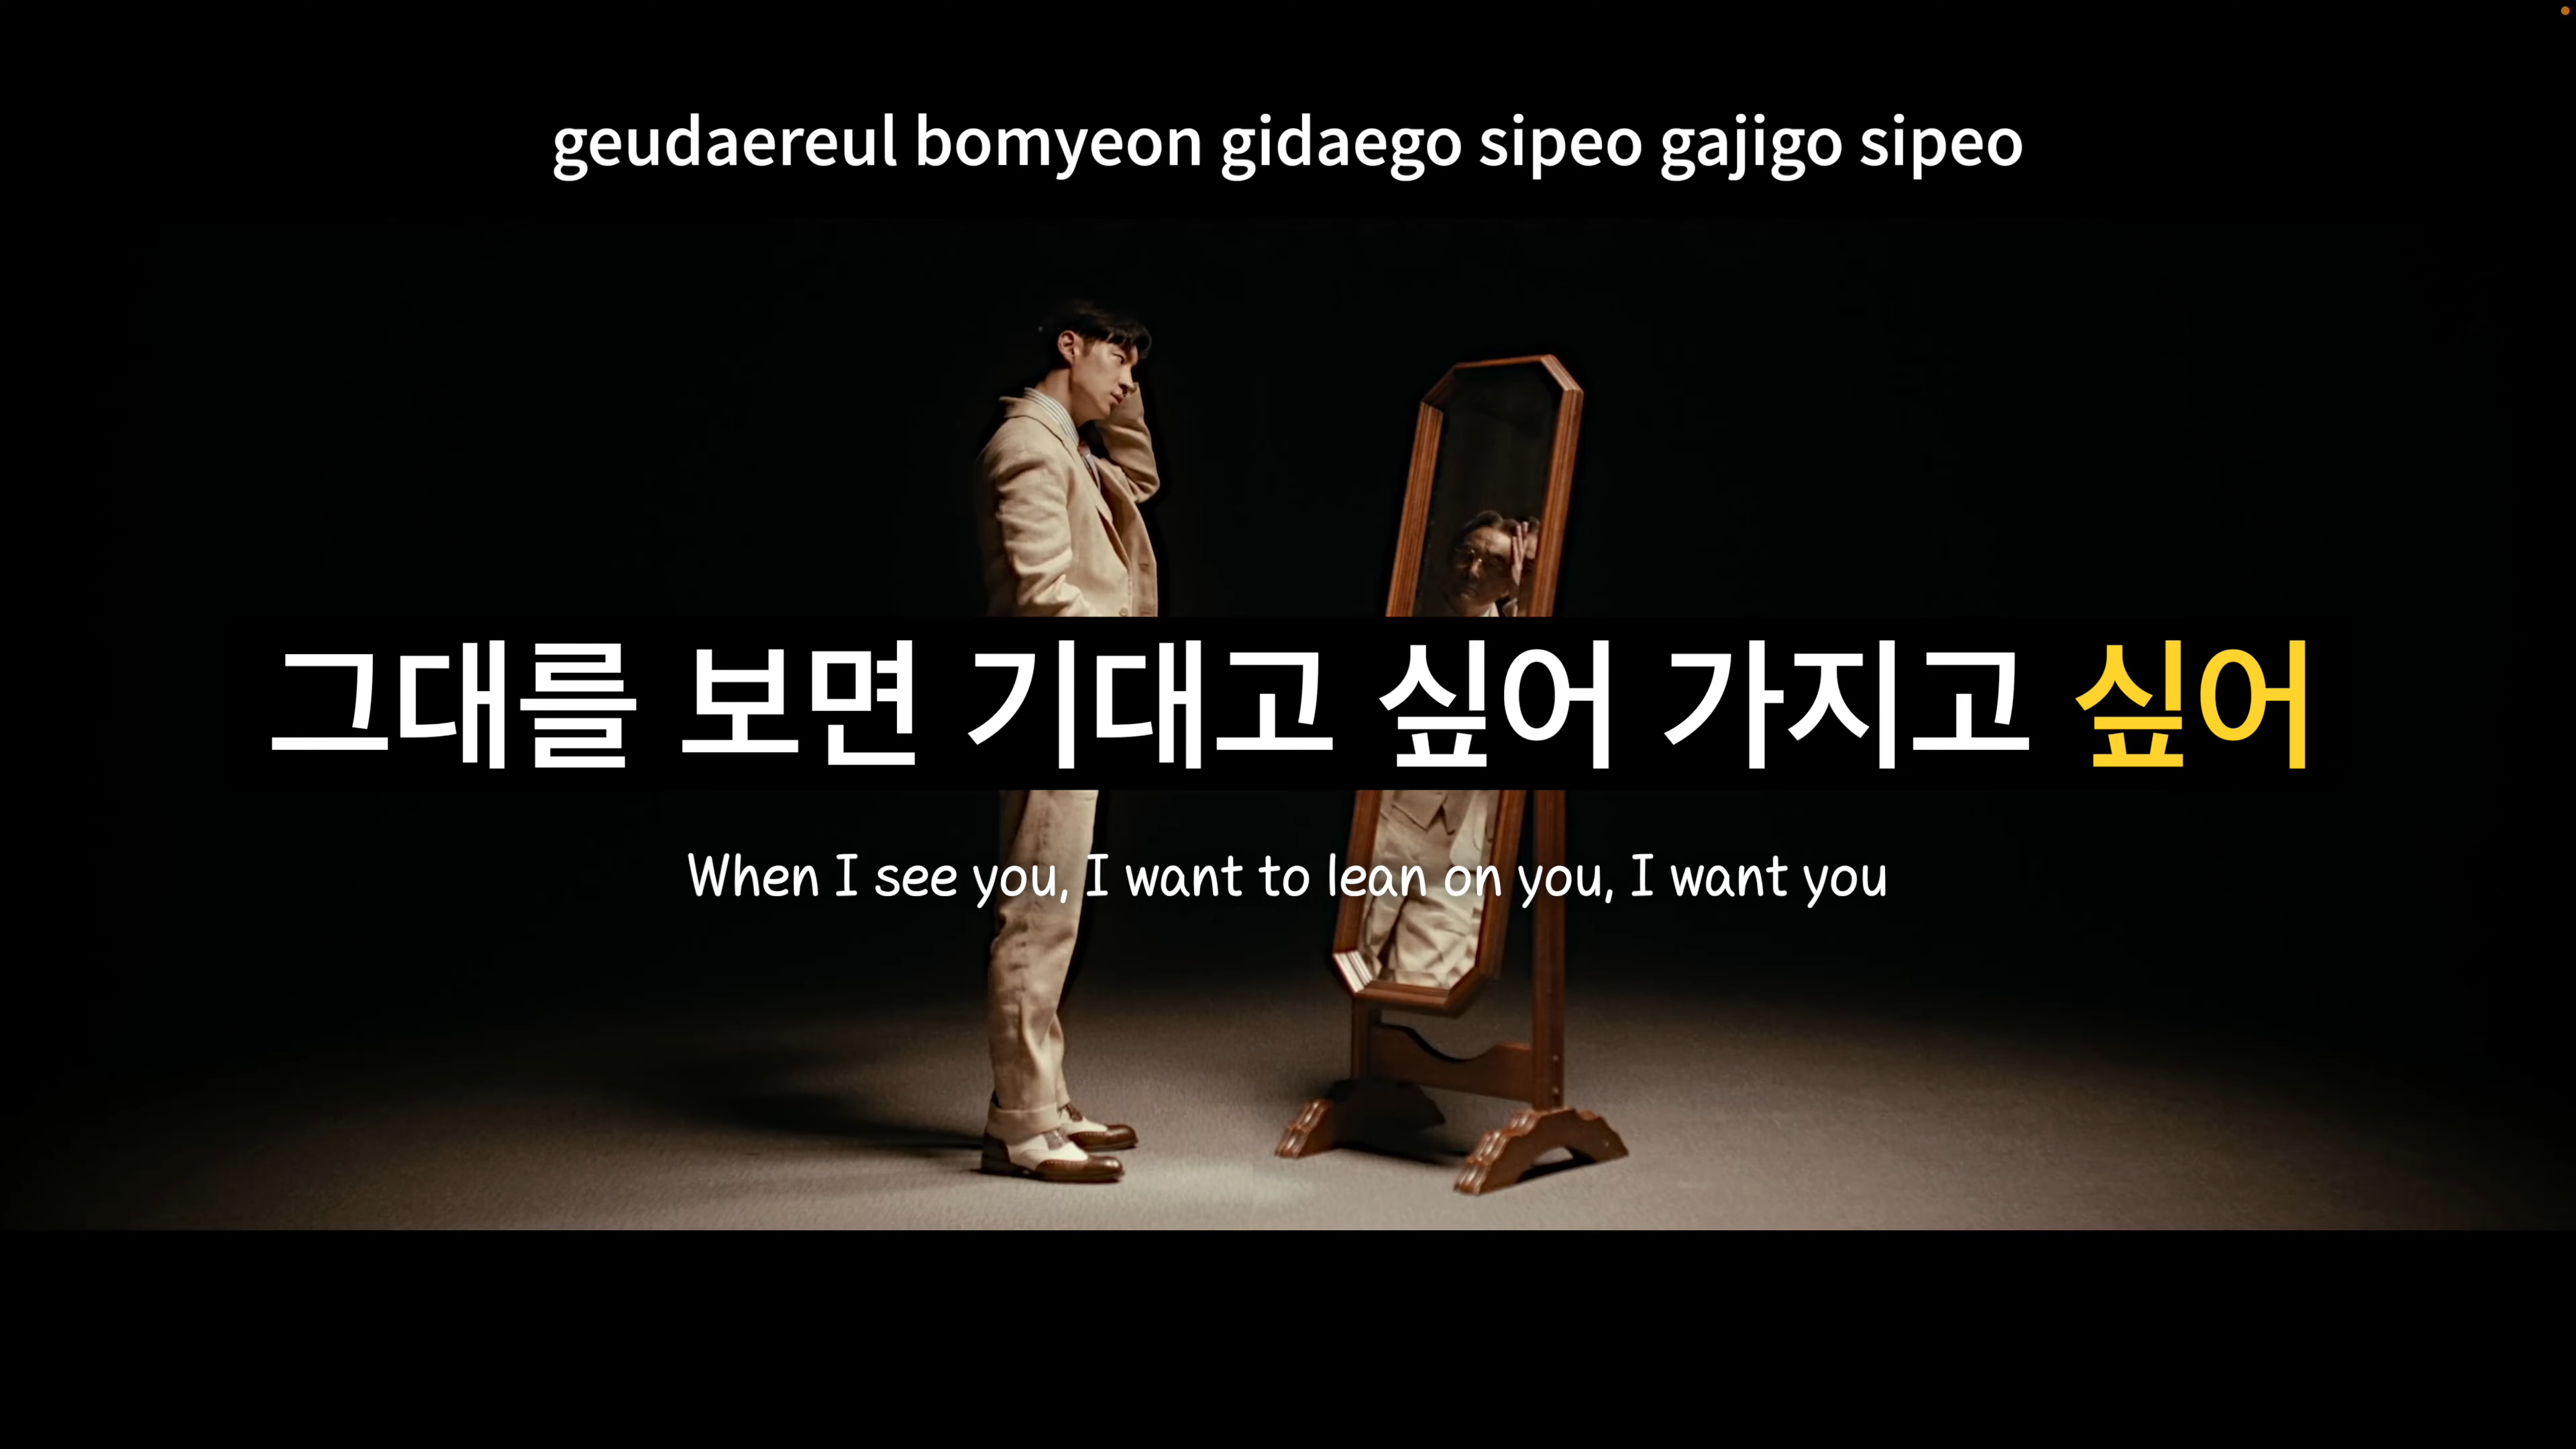 geudaereul bomyeon gidaego sipeo gajigo sipeo
그대를 보면 기대고 싶어 가지고 싶어
When I see you, I want to lean on you, I want you